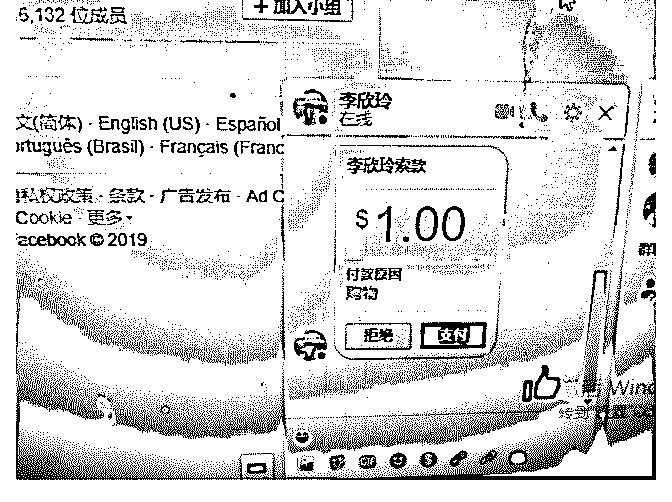 5,132 位成员
+ 加入小组
李欣玲
在线
文(简体) · English (US) · Español
rtuguês (Brasil) · Français (Franc
李欣玲索款
私权政策 · 条款 · 广告发布 · Ad C
$1.00
Cookie · 更多
acebook © 2019
付款原因
购物
拒绝
支付
Wind
转到